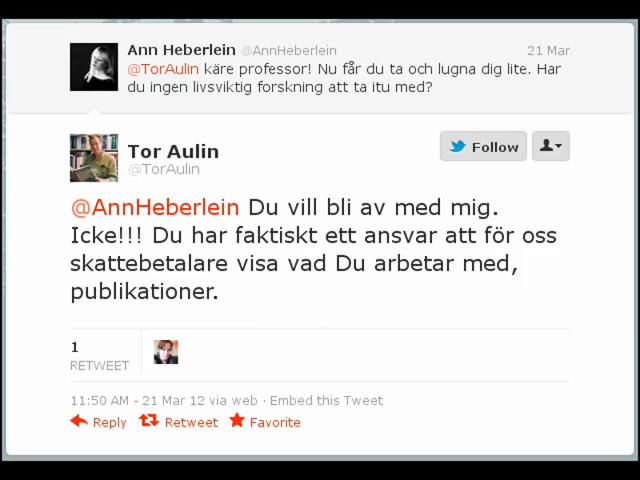 Ann Heberlein @AnnHeberlein 21 Mar
@TorAulin käre professor! Nu får du ta och lugna dig lite. Har
du ingen livsviktig forskning att ta itu med?
Tor Aulin
@TorAulin
Follow
@AnnHeberlein Du vill bli av med mig.
Icke!!! Du har faktiskt ett ansvar att för oss
skattebetalare visa vad Du arbetar med,
publikationer.
1
RETWEET
11:50 AM - 21 Mar 12 via web · Embed this Tweet
Reply Retweet Favorite